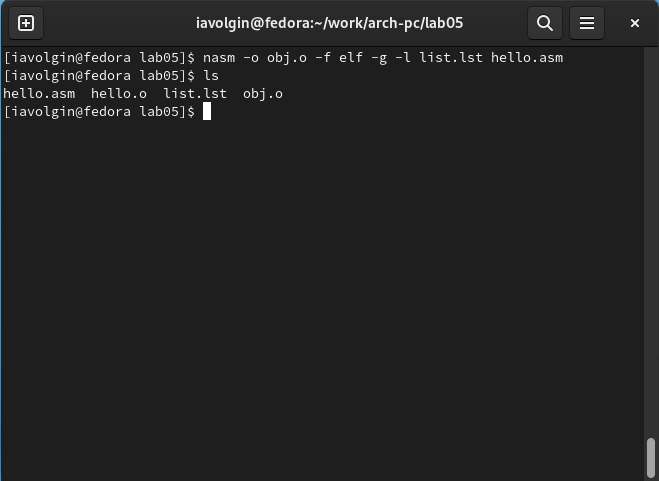 iavolgin@fedora:~/work/arch-pc/lab05
[iavolgin@fedora lab05]$ nasm -o obj.o -f elf -g -l list.lst hello.asm
[iavolgin@fedora lab05]$ ls
hello.asm  hello.o  list.lst  obj.o
[iavolgin@fedora lab05]$